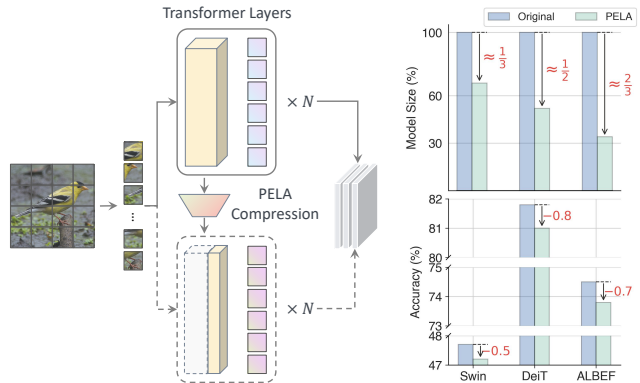 Transformer Layers
× N
PELA
Compression
× N
⋮
Original
PELA
Model Size (%)
100
60
30
≈ 1/3
≈ 1/2
≈ 2/3
Accuracy (%)
82
81
80
75
74
73
48
47
−0.8
−0.7
−0.5
Swin
DeiT
ALBEF